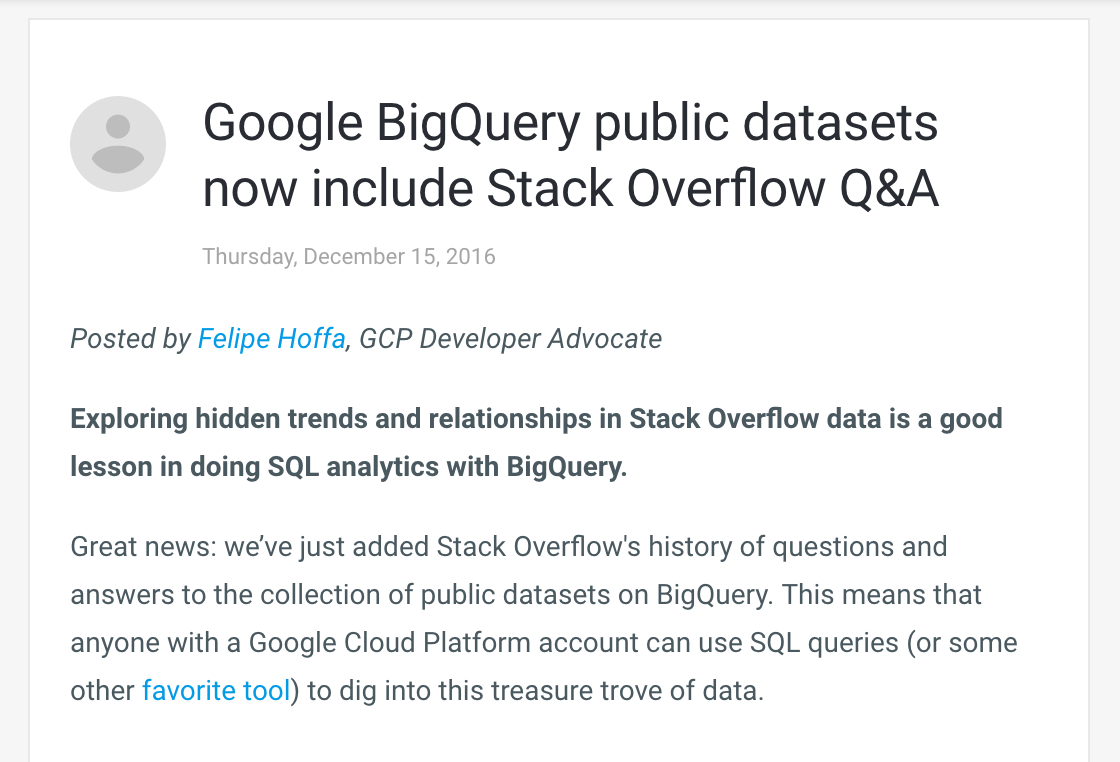 Google BigQuery public datasets
now include Stack Overflow Q&A
Thursday, December 15, 2016
Posted by Felipe Hoffa, GCP Developer Advocate
Exploring hidden trends and relationships in Stack Overflow data is a good
lesson in doing SQL analytics with BigQuery.
Great news: we’ve just added Stack Overflow's history of questions and
answers to the collection of public datasets on BigQuery. This means that
anyone with a Google Cloud Platform account can use SQL queries (or some
other favorite tool) to dig into this treasure trove of data.